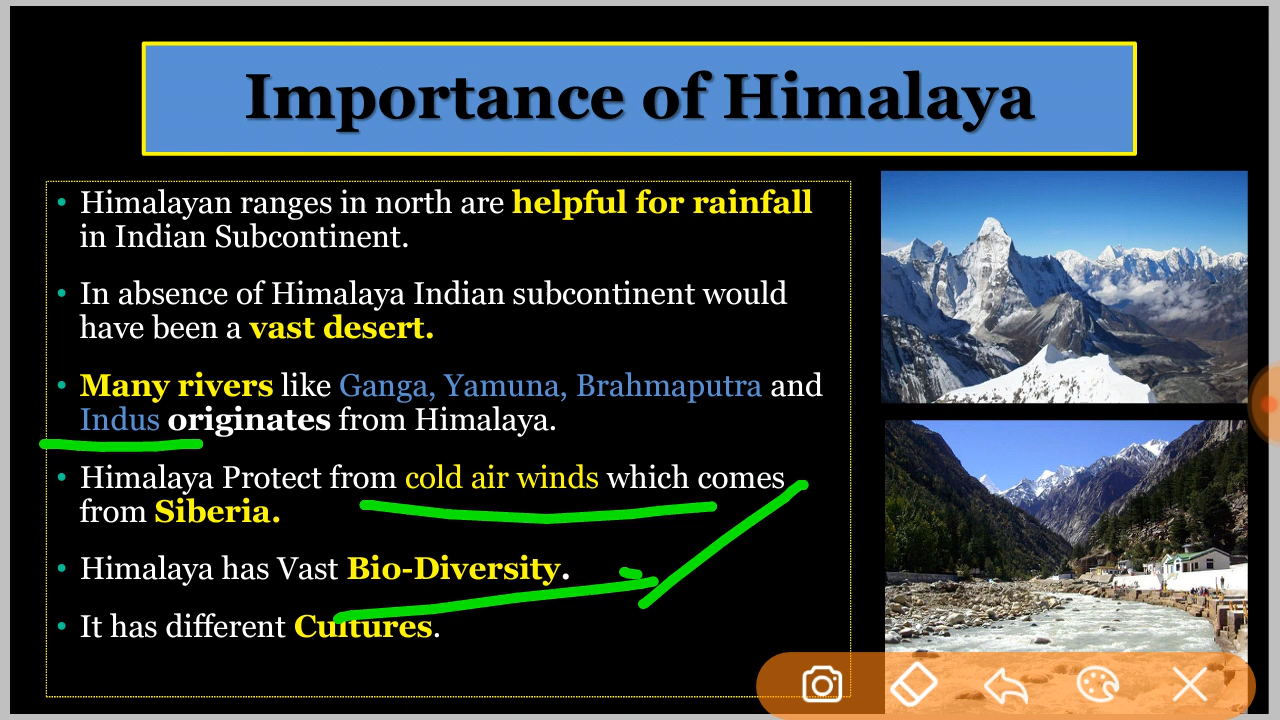 Importance of Himalaya
• Himalayan ranges in north are helpful for rainfall
in Indian Subcontinent.
• In absence of Himalaya Indian subcontinent would
have been a vast desert.
• Many rivers like Ganga, Yamuna, Brahmaputra and
Indus originates from Himalaya.
• Himalaya Protect from cold air winds which comes
from Siberia.
• Himalaya has Vast Bio-Diversity.
• It has different Cultures.